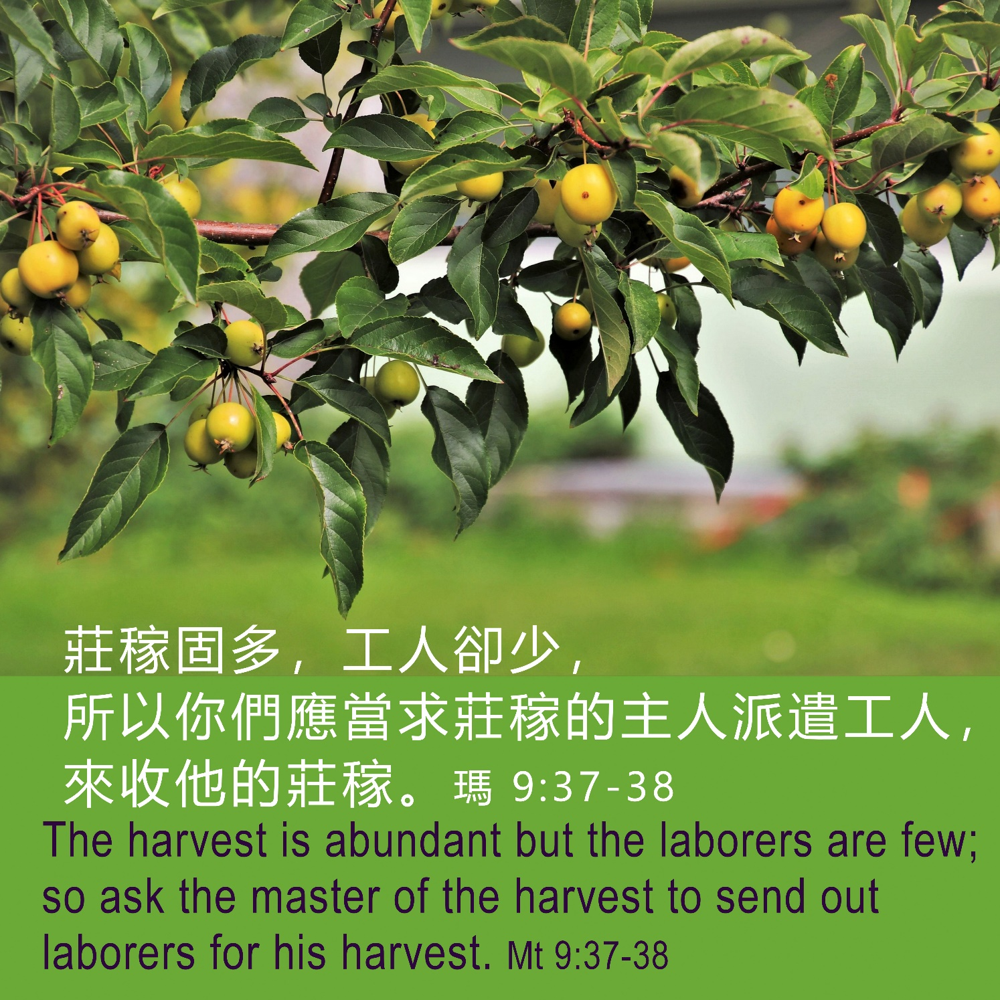 莊稼固多，工人卻少，
所以你們應當求莊稼的主人派遣工人，
來收他的莊稼。瑪 9:37-38
The harvest is abundant but the laborers are few;
so ask the master of the harvest to send out
laborers for his harvest. Mt 9:37-38